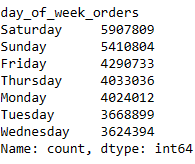 day_of_week_orders
Saturday 5907809
Sunday 5410804
Friday 4290733
Thursday 4033036
Monday 4024012
Tuesday 3668899
Wednesday 3624394
Name: count, dtype: int64